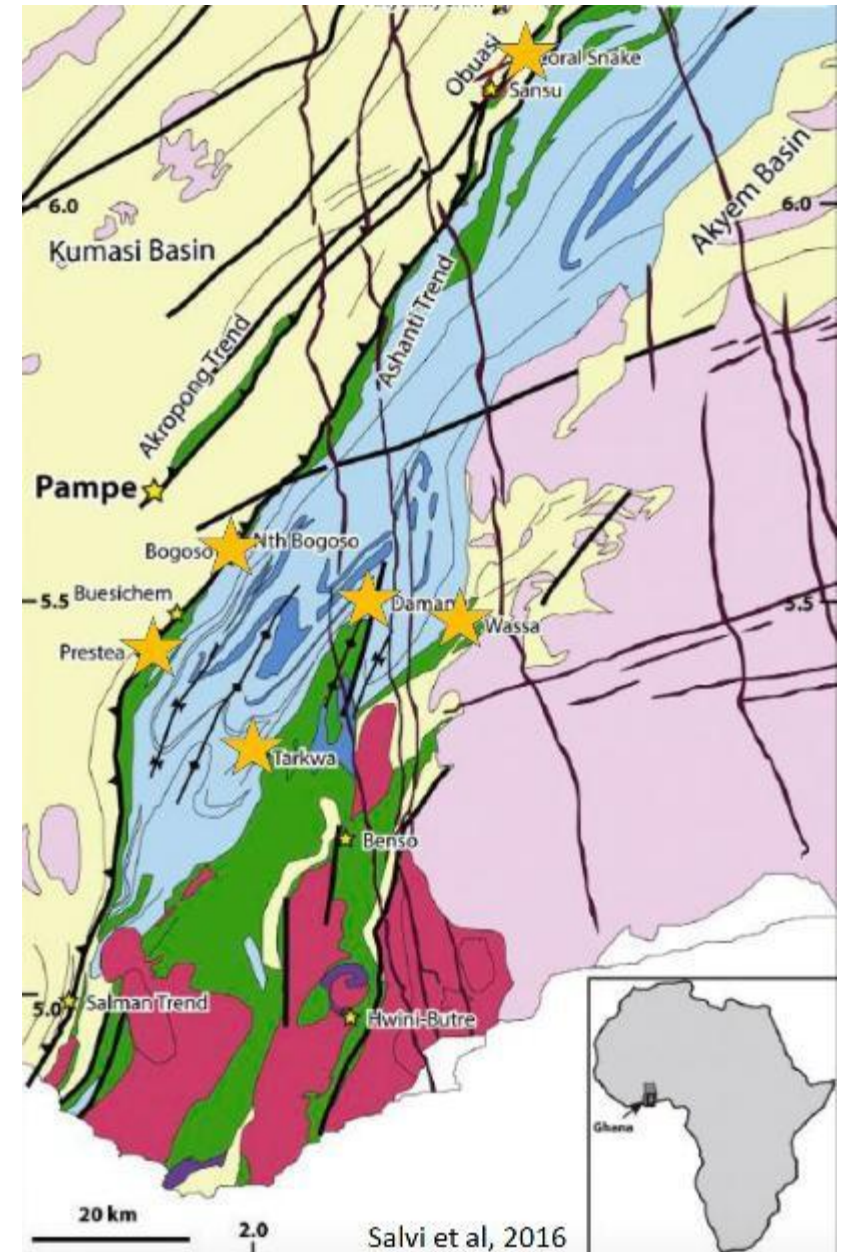 Obuasi
oral Snake
Sansu
Akyem Basin
6.0
6.0
Kumasi Basin
Ashanti Trend
Akropong Trend
Pampe
Bogoso
Nth Bogoso
5.5
5.5
Buesichem
Daman
Wassa
Prestea
Tarkwa
Benso
5.0
Salman Trend
Hwini-Butre
Ghana
20 km
2.0
Salvi et al, 2016